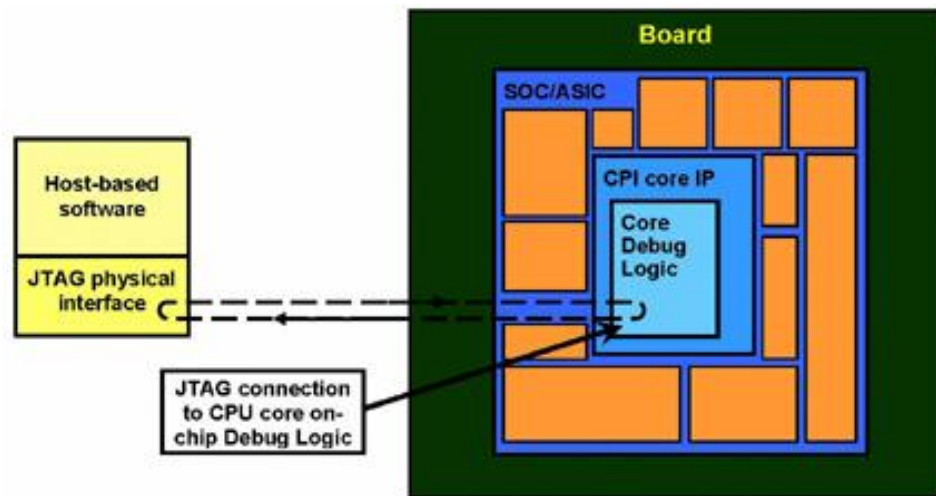 Board
SOC/ASIC
CPI core IP
Core
Debug
Logic
Host-based
software
JTAG physical
interface
JTAG connection
to CPU core on-
chip Debug Logic